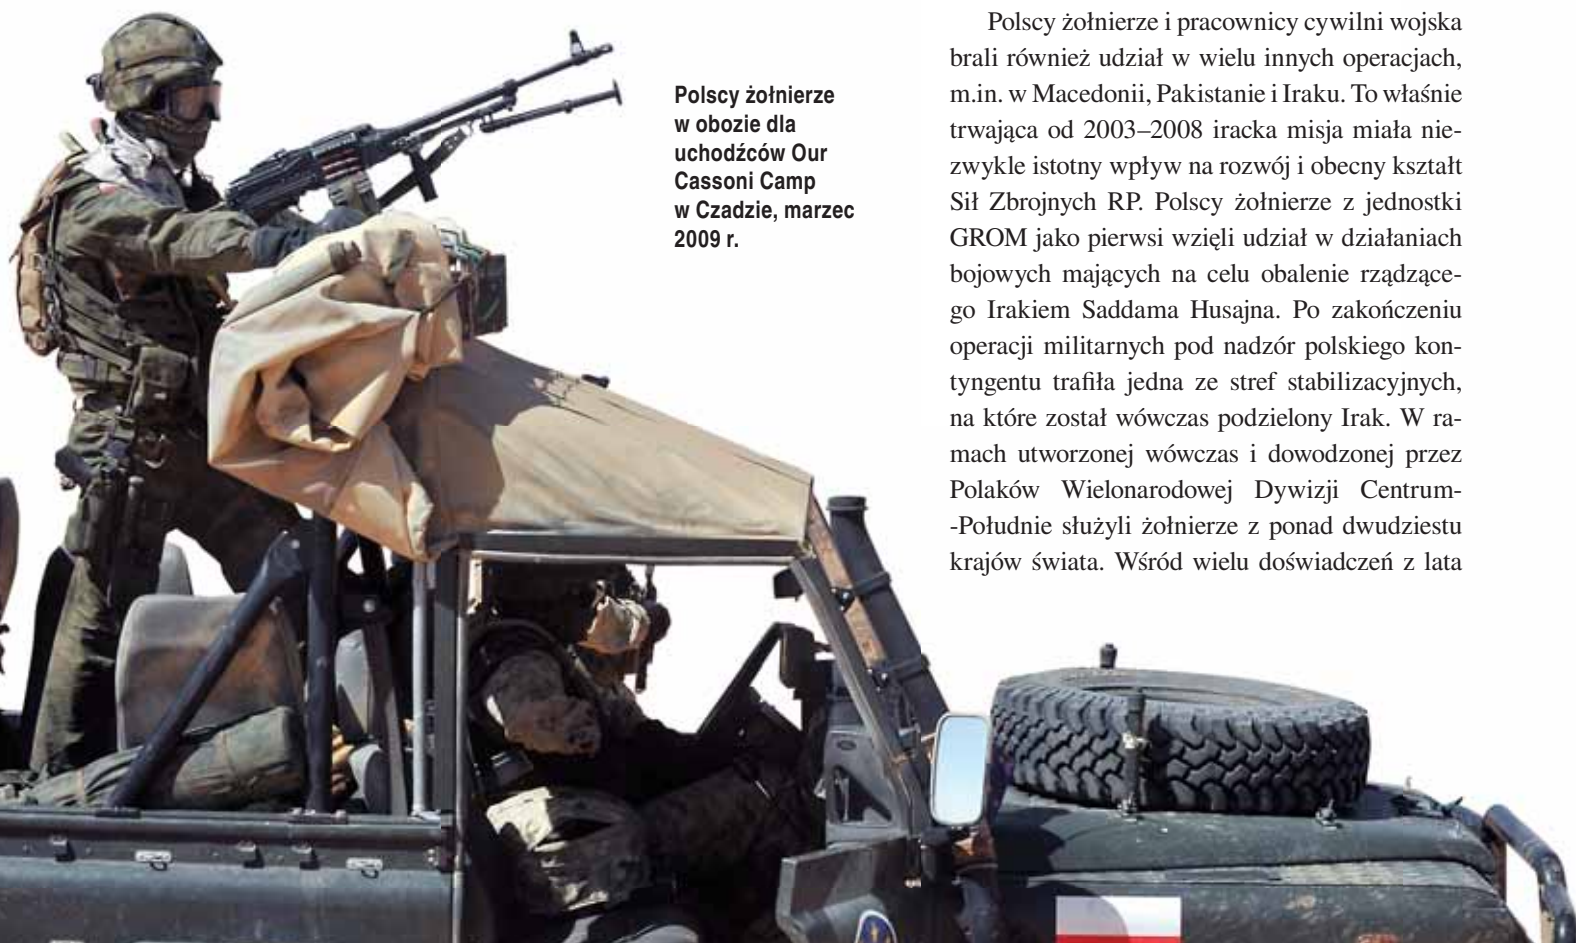 Polscy żołnierze
w obozie dla
uchodźców Our
Cassoni Camp
w Czadzie, marzec
2009 r.
Polscy żołnierze i pracownicy cywilni wojska
brali również udział w wielu innych operacjach,
m.in. w Macedonii, Pakistanie i Iraku. To właśnie
trwająca od 2003–2008 iracka misja miała nie-
zwykle istotny wpływ na rozwój i obecny kształt
Sił Zbrojnych RP. Polscy żołnierze z jednostki
GROM jako pierwsi wzięli udział w działaniach
bojowych mających na celu obalenie rządzące-
go Irakiem Saddama Husajna. Po zakończeniu
operacji militarnych pod nadzór polskiego kon-
tyngentu trafiła jedna ze stref stabilizacyjnych,
na które został wówczas podzielony Irak. W ra-
mach utworzonej wówczas i dowodzonej przez
Polaków Wielonarodowej Dywizji Centrum-
-Południe służyli żołnierze z ponad dwudziestu
krajów świata. Wśród wielu doświadczeń z lata